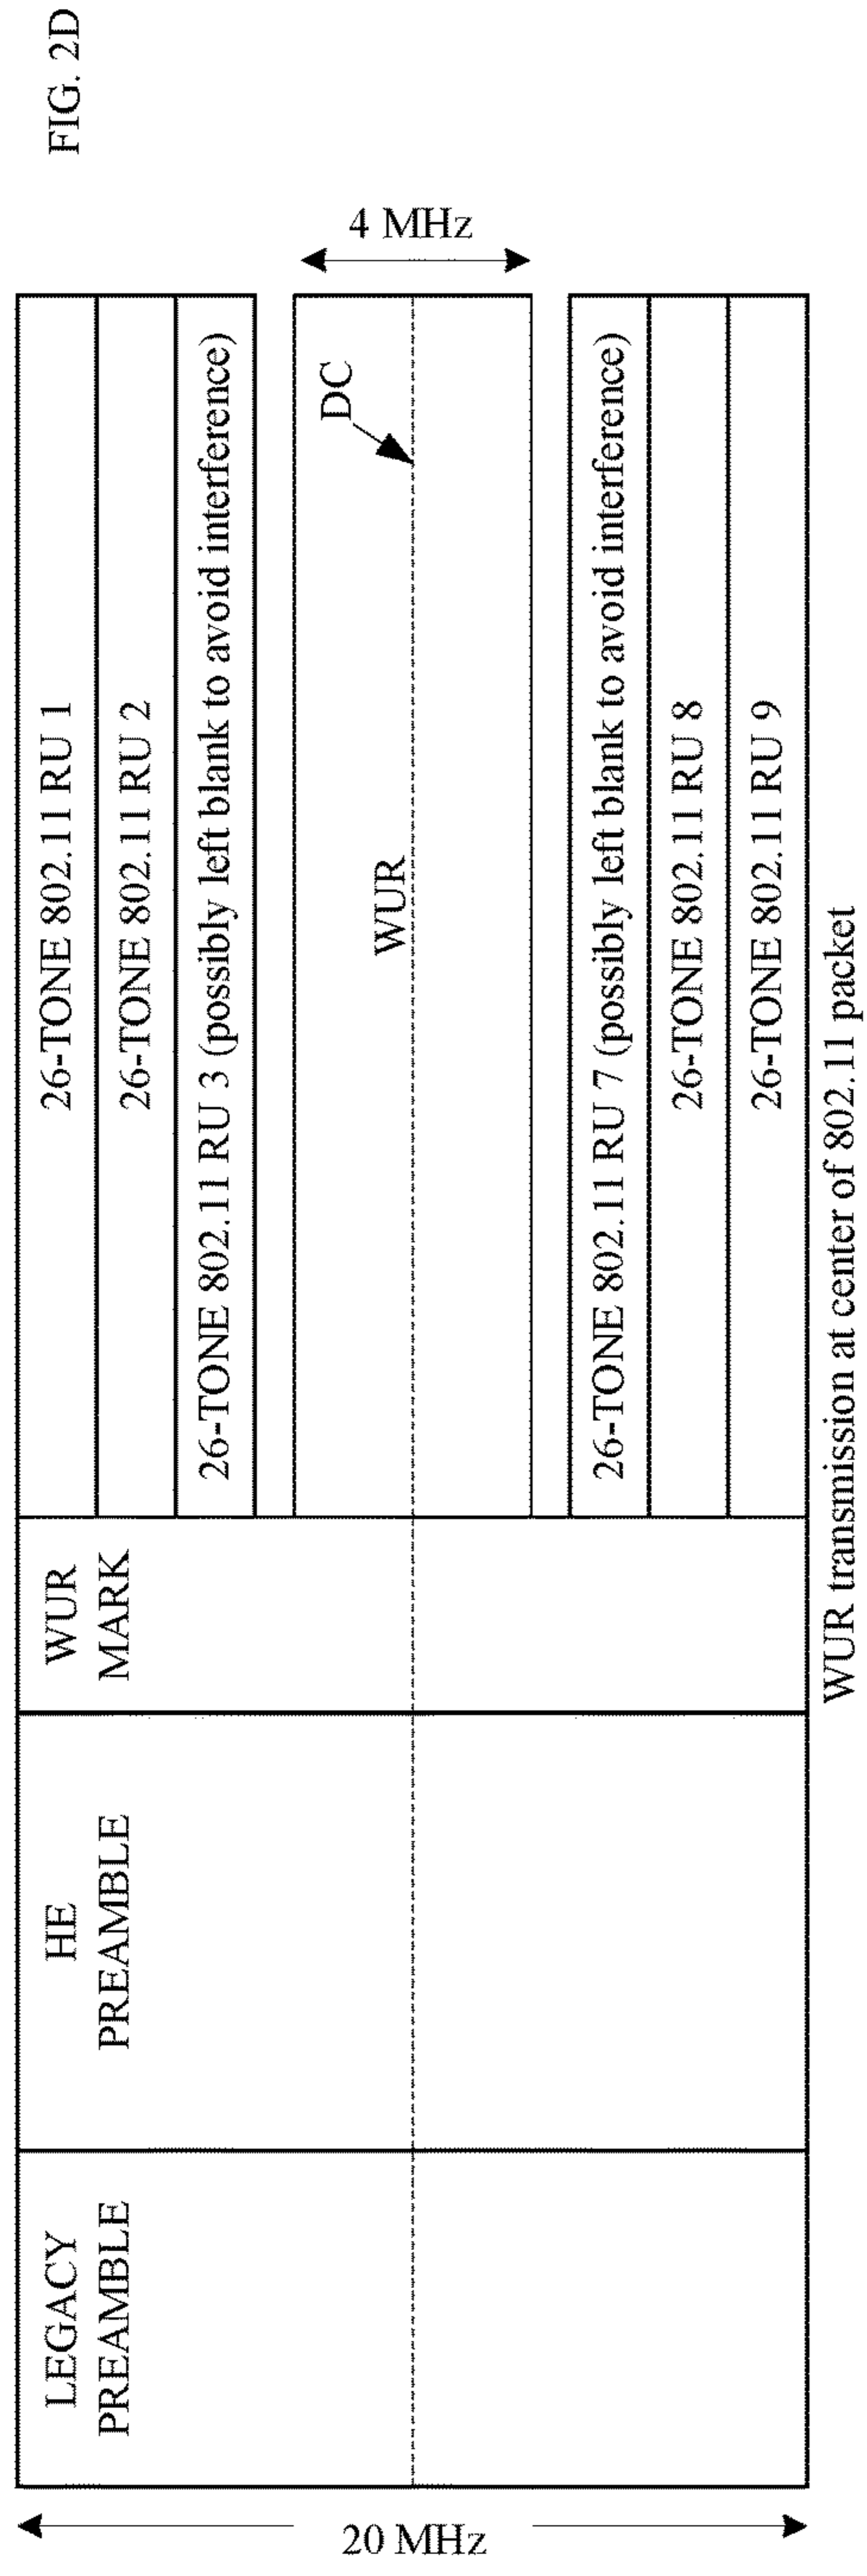 FIG. 2D
20 MHz
LEGACY
PREAMBLE
HE
PREAMBLE
WUR
MARK
26-TONE 802.11 RU 1
26-TONE 802.11 RU 2
26-TONE 802.11 RU 3 (possibly left blank to avoid interference)
WUR
DC
4 MHz
26-TONE 802.11 RU 7 (possibly left blank to avoid interference)
26-TONE 802.11 RU 8
26-TONE 802.11 RU 9
WUR transmission at center of 802.11 packet